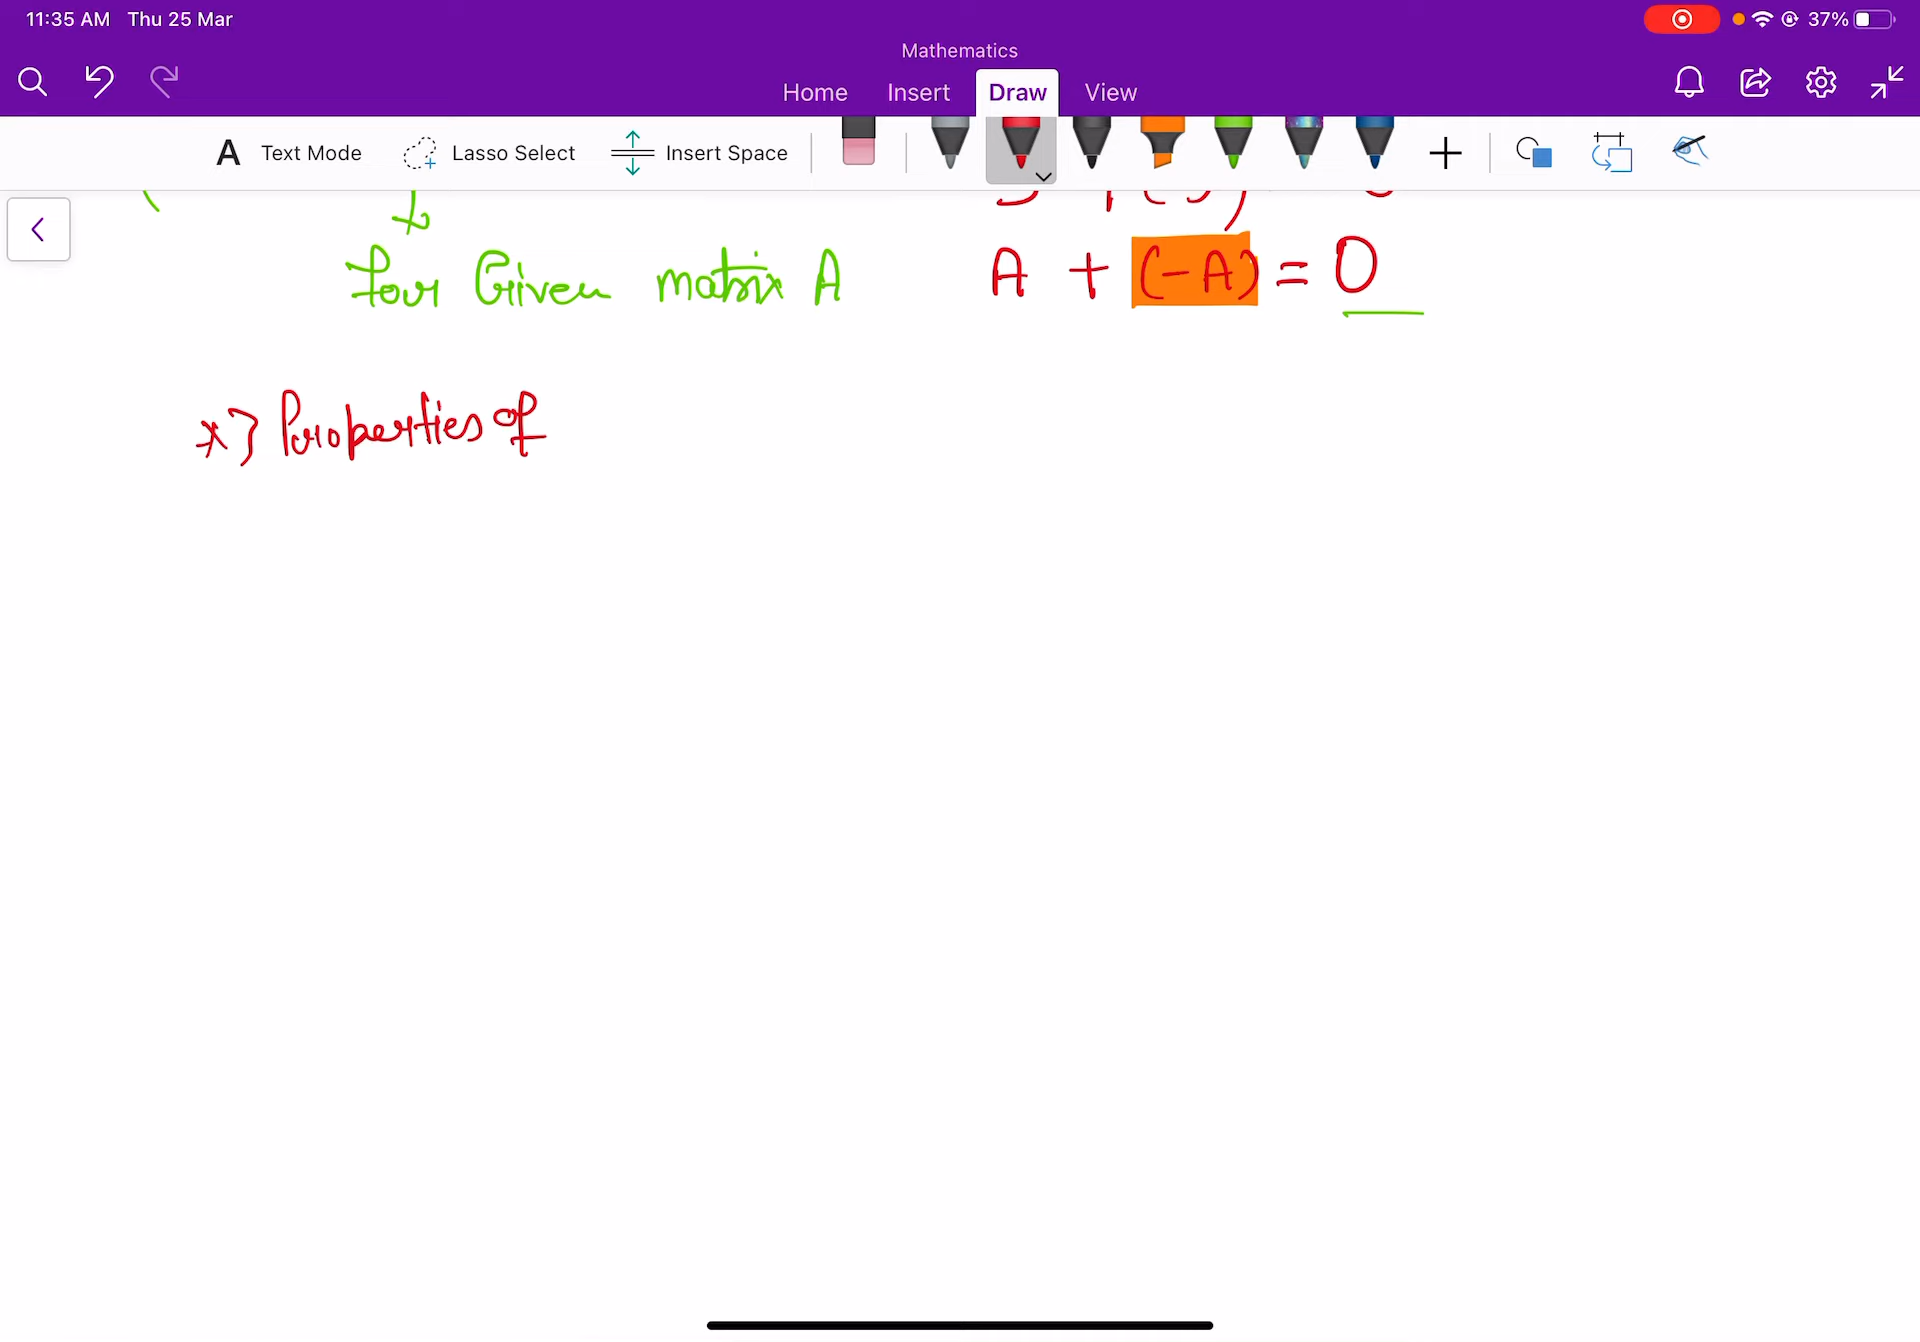 11:35 AM Thu 25 Mar
37%
Mathematics
Home Insert Draw View
A Text Mode Lasso Select Insert Space
for Given matrix A A + (-A) = 0
*) Properties of